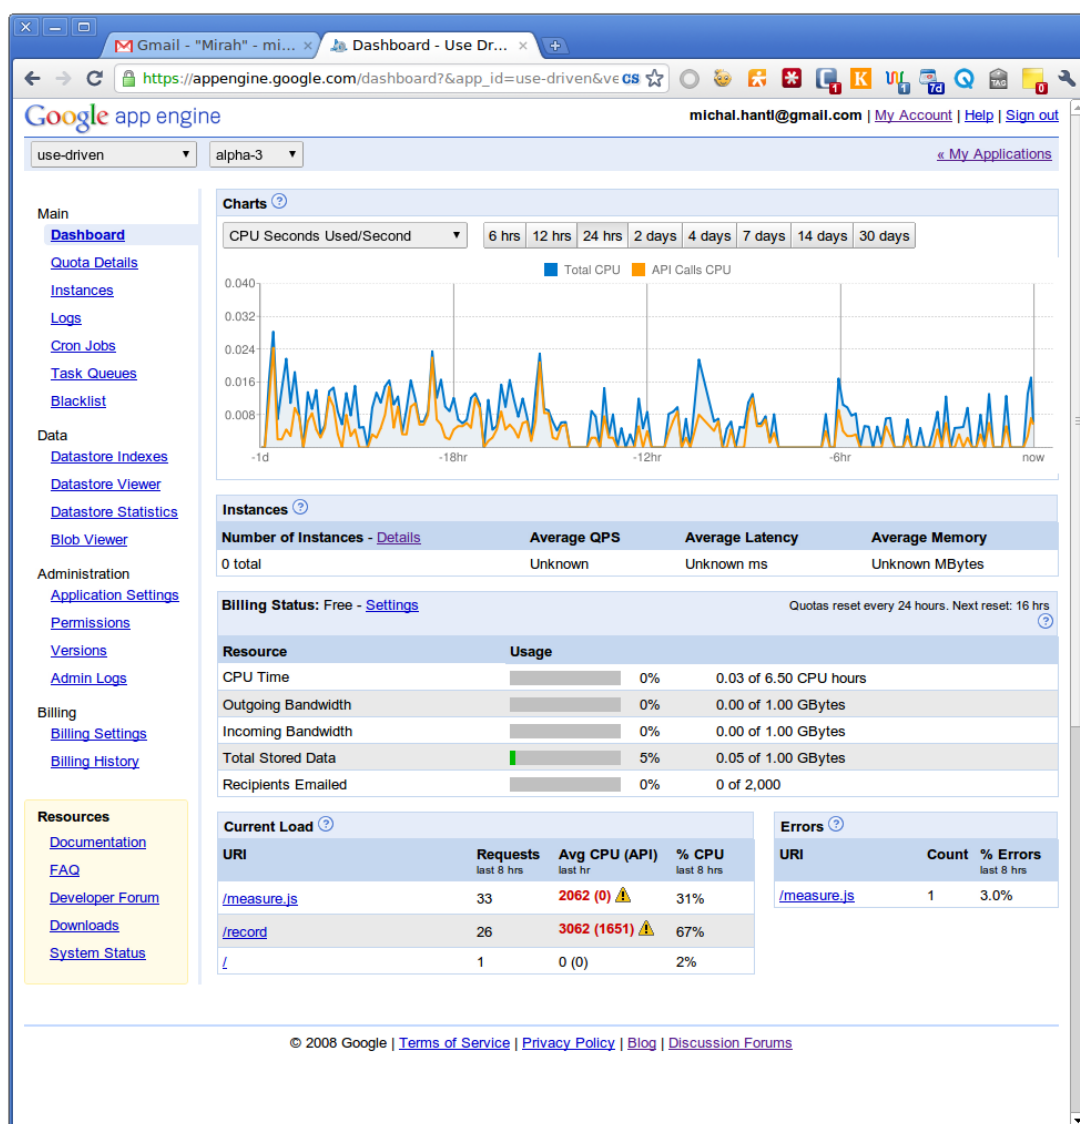 Gmail - "Mirah" - mi... × Dashboard - Use Dr... ×
https://appengine.google.com/dashboard?&app_id=use-driven&ve
CS K 1 1 7d TAG 0
Google app engine
michal.hantl@gmail.com | My Account | Help | Sign out
use-driven alpha-3 « My Applications
Main
Dashboard
Quota Details
Instances
Logs
Cron Jobs
Task Queues
Blacklist
Data
Datastore Indexes
Datastore Viewer
Datastore Statistics
Blob Viewer
Administration
Application Settings
Permissions
Versions
Admin Logs
Billing
Billing Settings
Billing History
Resources
Documentation
FAQ
Developer Forum
Downloads
System Status
Charts ?
CPU Seconds Used/Second 6 hrs 12 hrs 24 hrs 2 days 4 days 7 days 14 days 30 days
Total CPU API Calls CPU
0.040
0.032
0.024
0.016
0.008
-1d -18hr -12hr -6hr now
Instances ?
Number of Instances - Details Average QPS Average Latency Average Memory
0 total Unknown Unknown ms Unknown MBytes
Billing Status: Free - Settings Quotas reset every 24 hours. Next reset: 16 hrs
?
Resource Usage
CPU Time 0% 0.03 of 6.50 CPU hours
Outgoing Bandwidth 0% 0.00 of 1.00 GBytes
Incoming Bandwidth 0% 0.00 of 1.00 GBytes
Total Stored Data 5% 0.05 of 1.00 GBytes
Recipients Emailed 0% 0 of 2,000
Current Load ?
URI Requests Avg CPU (API) % CPU
last 8 hrs last hr last 8 hrs
/measure.js 33 2062 (0) 31%
/record 26 3062 (1651) 67%
/ 1 0 (0) 2%
Errors ?
URI Count % Errors
last 8 hrs
/measure.js 1 3.0%
© 2008 Google | Terms of Service | Privacy Policy | Blog | Discussion Forums